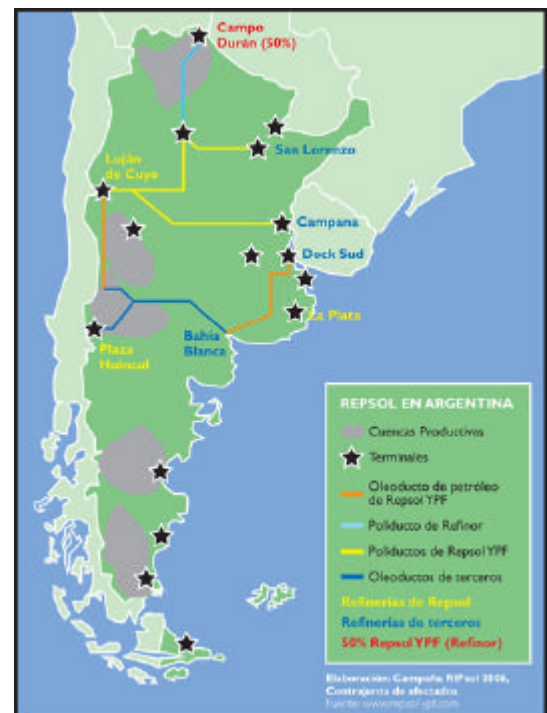 Campo
Durán (50%)
San Lorenzo
Luján
de Cuyo
Campana
Dock Sud
La Plata
Bahía
Blanca
Plaza
Huincul
REPSOL EN ARGENTINA
Cuencas Productivas
Terminales
Oleoducto de petróleo
de Repsol YPF
Poliducto de Refinor
Poliductos de Repsol YPF
Oleoductos de terceros
Refinerías de Repsol
Refinerías de terceros
50% Repsol YPF (Refinor)
Elaboración: Campaña RIPsol 2006,
Contrajunta de afectados
Fuente: www.repsol-ypf.com